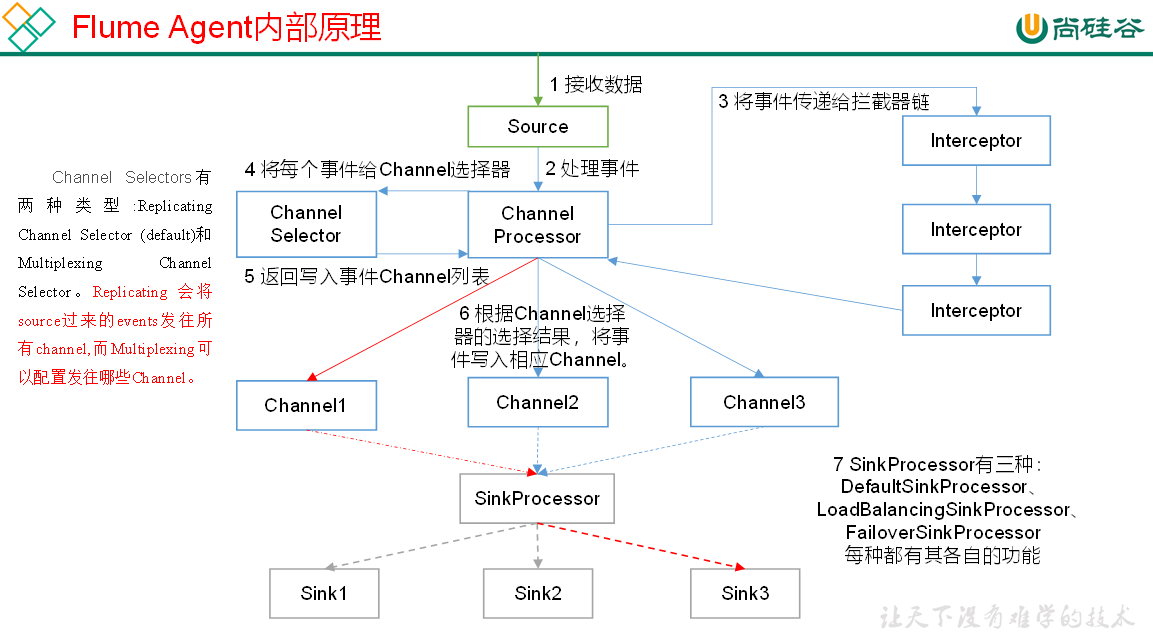 Flume Agent内部原理
尚硅谷
1 接收数据
3 将事件传递给拦截器链
Source
Interceptor
4 将每个事件给Channel选择器
2 处理事件
Channel Selectors有
两种类型:Replicating
Channel Selector (default)和
Multiplexing Channel
Selector。Replicating 会将
source过来的events发往所
有channel,而Multiplexing可
以配置发往哪些Channel。
Channel
Selector
Channel
Processor
Interceptor
5 返回写入事件Channel列表
Interceptor
6 根据Channel选择
器的选择结果，将事
件写入相应Channel。
Channel1
Channel2
Channel3
7 SinkProcessor有三种：
DefaultSinkProcessor、
LoadBalancingSinkProcessor、
FailoverSinkProcessor
每种都有其各自的功能
SinkProcessor
Sink1
Sink2
Sink3
让天下没有难学的技术